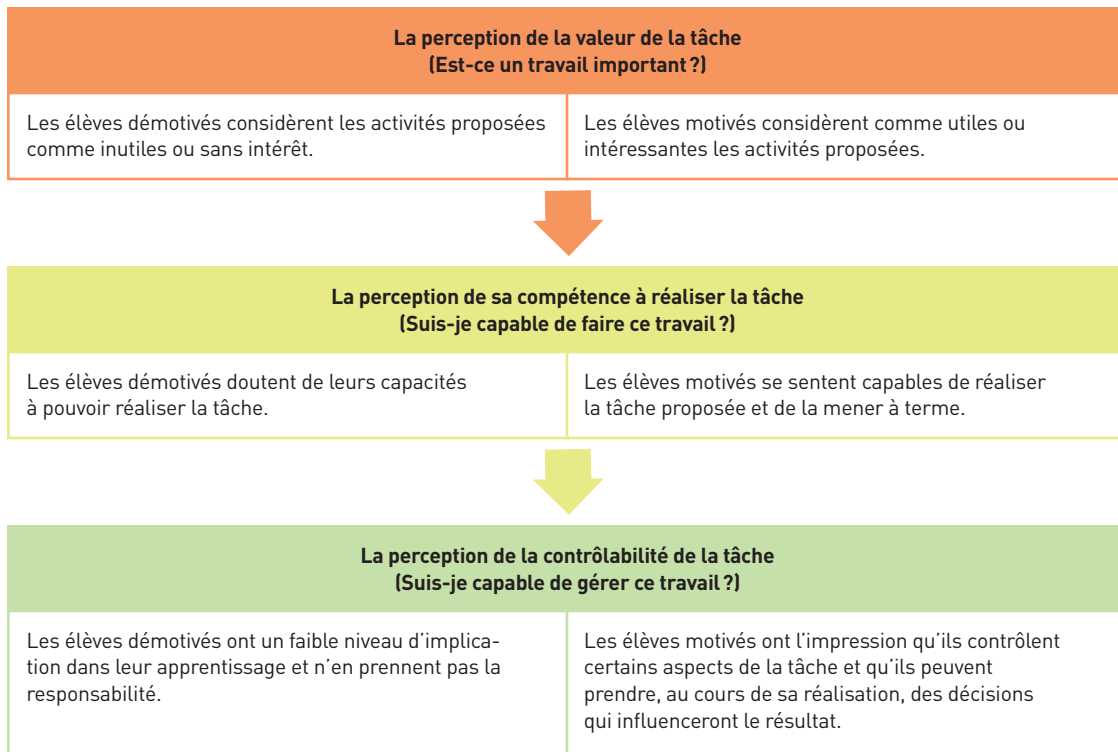 La perception de la valeur de la tâche
(Est-ce un travail important ?)
Les élèves démotivés considèrent les activités proposées
comme inutiles ou sans intérêt.
Les élèves motivés considèrent comme utiles ou
intéressantes les activités proposées.
La perception de sa compétence à réaliser la tâche
(Suis-je capable de faire ce travail ?)
Les élèves démotivés doutent de leurs capacités
à pouvoir réaliser la tâche.
Les élèves motivés se sentent capables de réaliser
la tâche proposée et de la mener à terme.
La perception de la contrôlabilité de la tâche
(Suis-je capable de gérer ce travail ?)
Les élèves démotivés ont un faible niveau d'implica-
tion dans leur apprentissage et n'en prennent pas la
responsabilité.
Les élèves motivés ont l'impression qu'ils contrôlent
certains aspects de la tâche et qu'ils peuvent
prendre, au cours de sa réalisation, des décisions
qui influenceront le résultat.